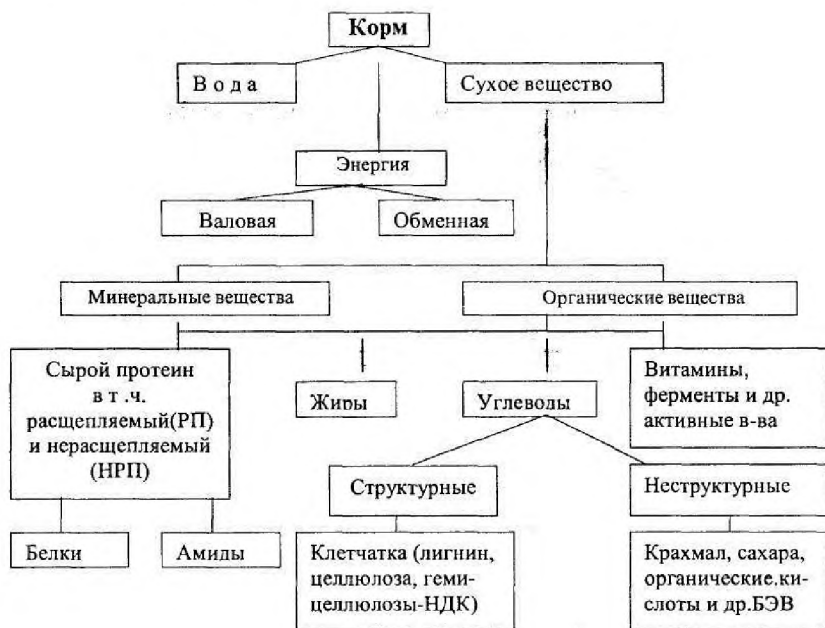 Корм
В о д а
Сухое вещество
Энергия
Валовая
Обменная
Минеральные вещества
Органические вещества
Сырой протеин
в т .ч.
расщепляемый(РП)
и нерасщепляемый
(НРП)
Жиры
Углеводы
Витамины,
ферменты и др.
активные в-ва
Структурные
Неструктурные
Белки
Амиды
Клетчатка (лигнин,
целлюлоза, геми-
целлюлозы-НДК)
Крахмал, сахара,
органические.ки-
слоты и др.БЭВ